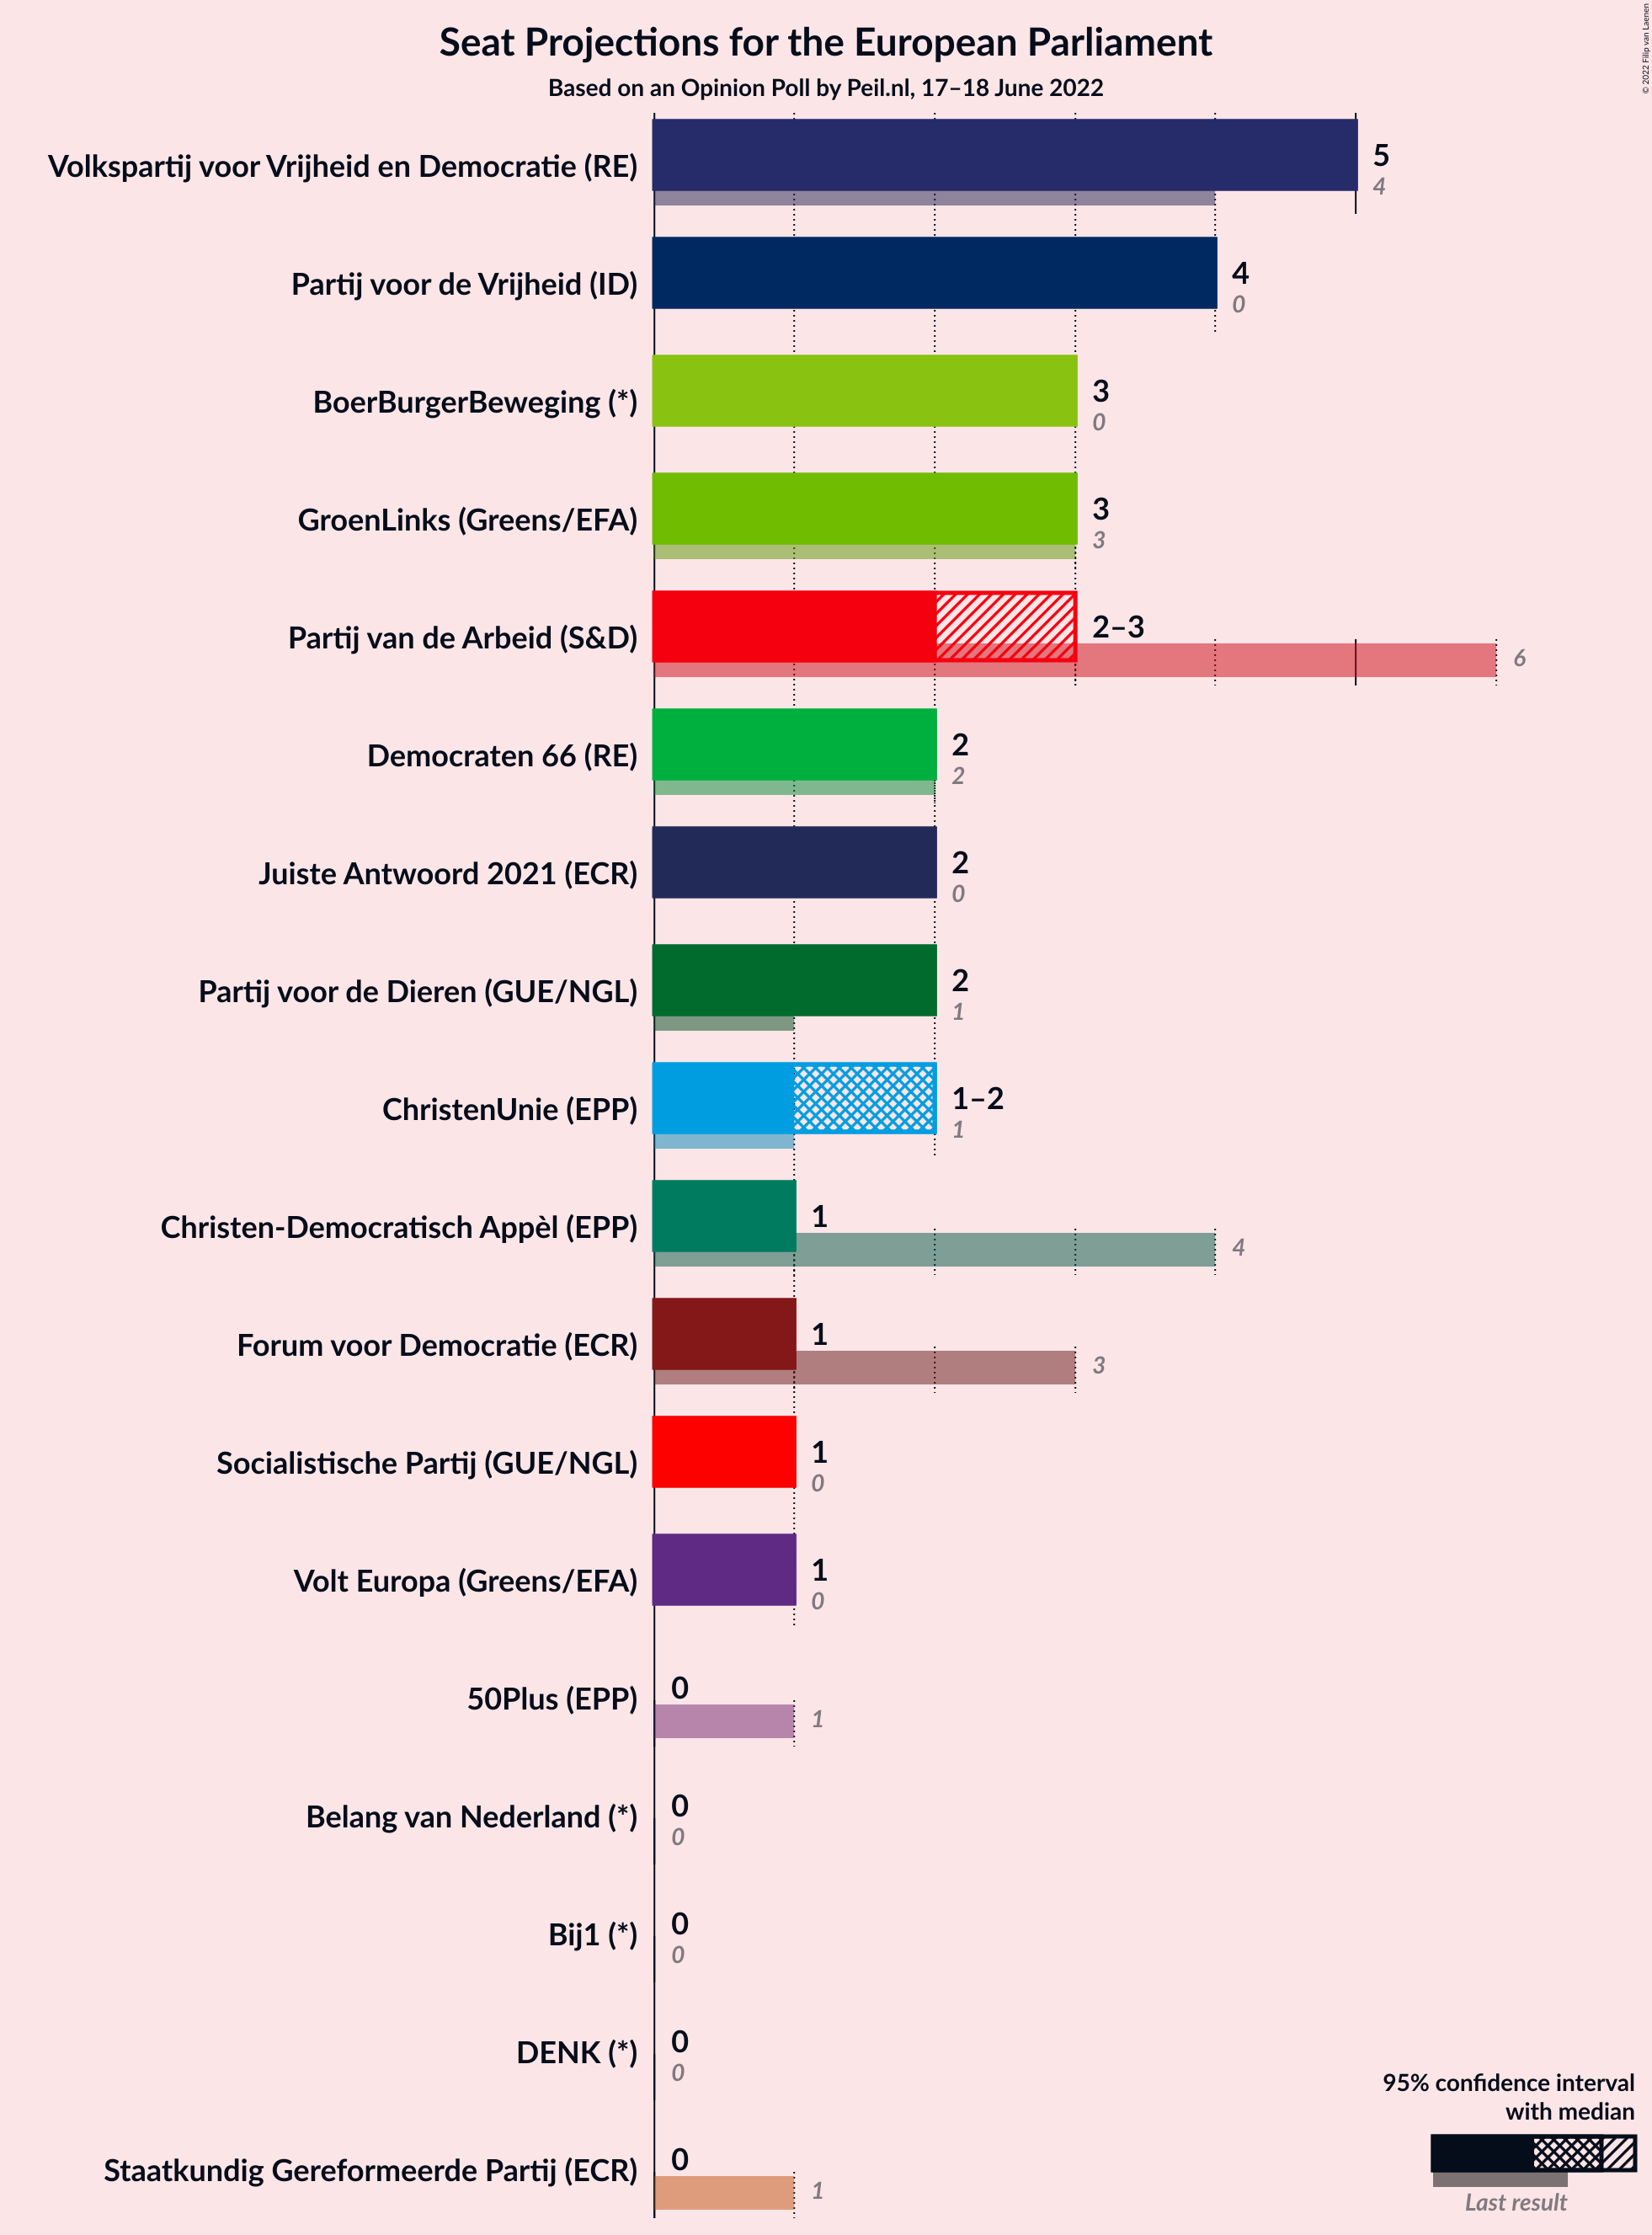 Seat Projections for the European Parliament
Based on an Opinion Poll by Peil.nl, 17–18 June 2022
© 2022 Filip van Laenen
Volkspartij voor Vrijheid en Democratie (RE)
5
4
Partij voor de Vrijheid (ID)
4
0
BoerBurgerBeweging (*)
3
0
GroenLinks (Greens/EFA)
3
3
Partij van de Arbeid (S&D)
2–3
6
Democraten 66 (RE)
2
2
Juiste Antwoord 2021 (ECR)
2
0
Partij voor de Dieren (GUE/NGL)
2
1
ChristenUnie (EPP)
1–2
1
Christen-Democratisch Appèl (EPP)
1
4
Forum voor Democratie (ECR)
1
3
Socialistische Partij (GUE/NGL)
1
0
Volt Europa (Greens/EFA)
1
0
50Plus (EPP)
0
1
Belang van Nederland (*)
0
0
Bij1 (*)
0
0
DENK (*)
0
0
Staatkundig Gereformeerde Partij (ECR)
0
1
95% confidence interval
with median
Last result